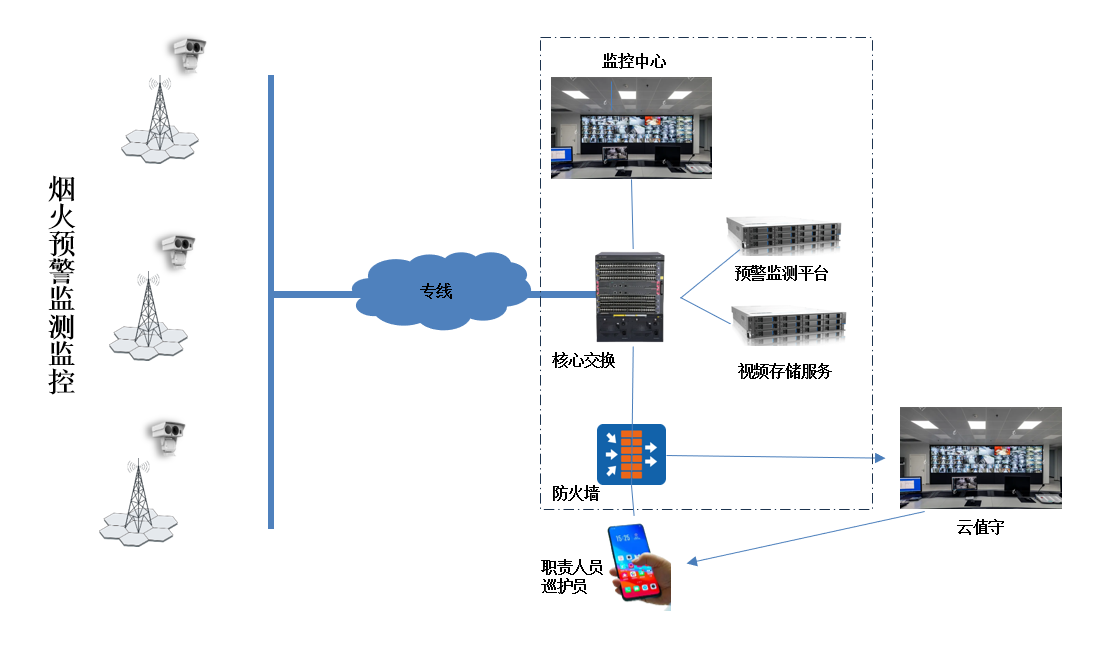 烟火预警监测监控
专线
监控中心
核心交换
预警监测平台
视频存储服务
防火墙
云值守
职责人员
巡护员